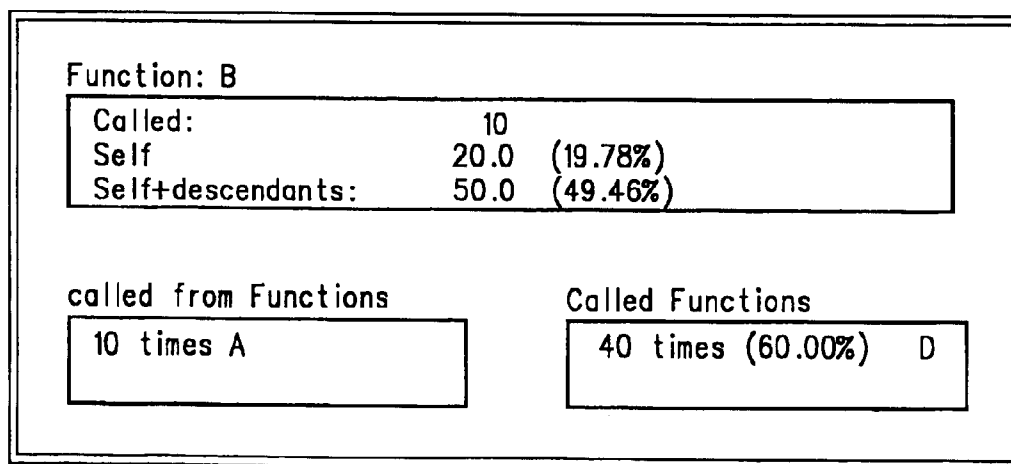 Function: B
Called: 10
Self 20.0 (19.78%)
Self+descendants: 50.0 (49.46%)
called from Functions
10 times A
Called Functions
40 times (60.00%) D